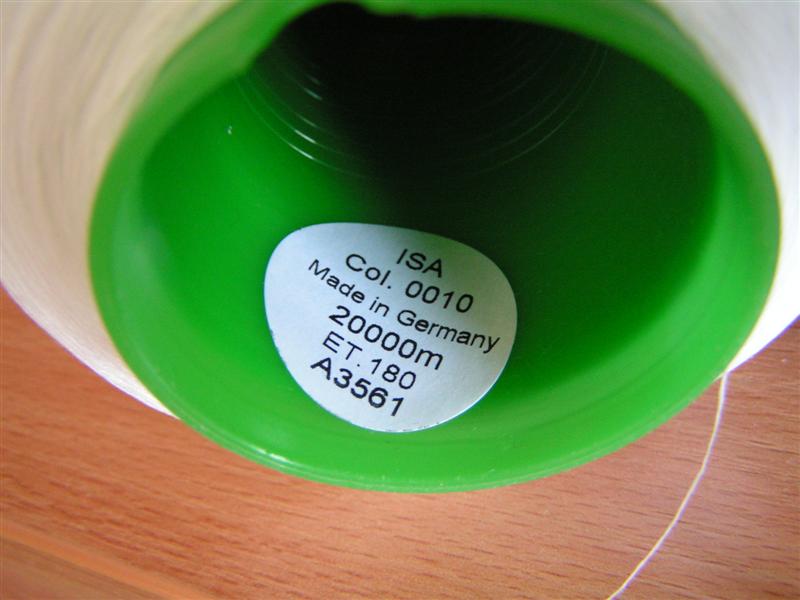 ISA
Col. 0010
Made in Germany
20000m
ET. 180
A3561